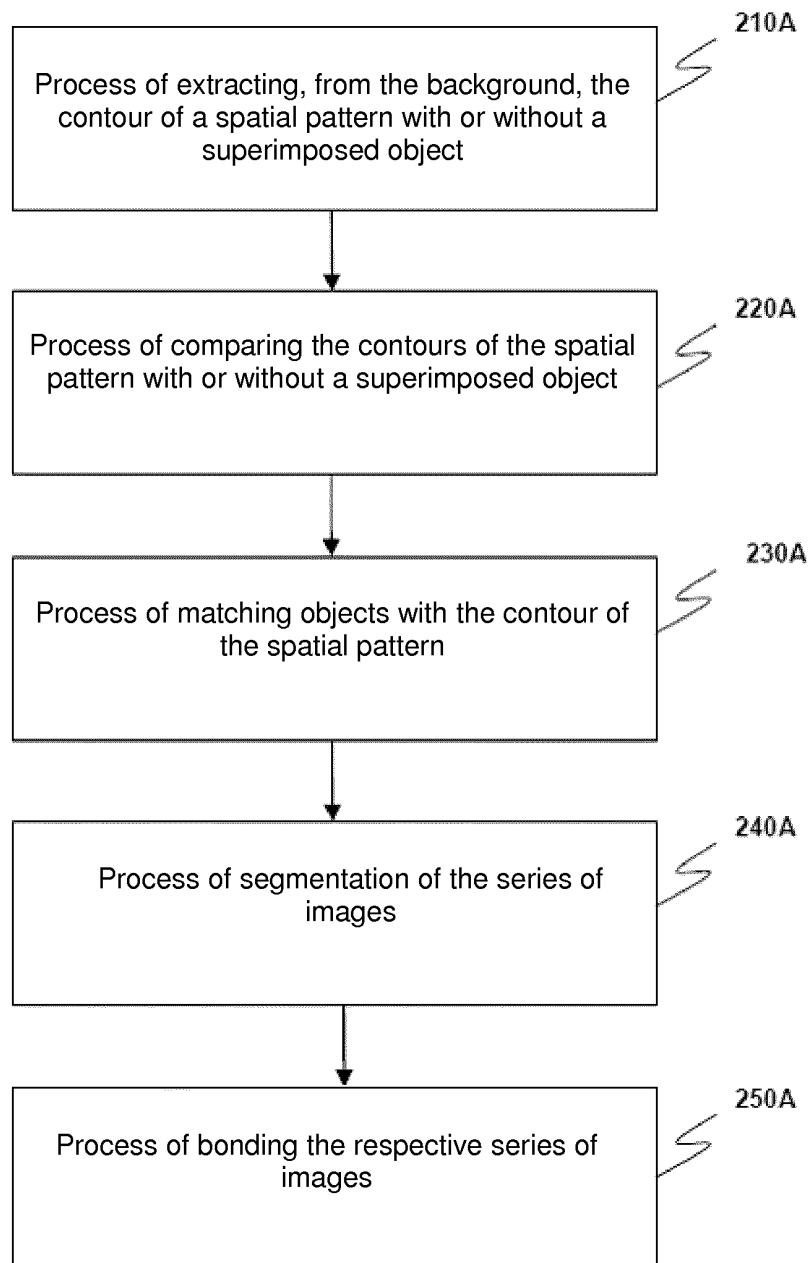 210A
Process of extracting, from the background, the
contour of a spatial pattern with or without a
superimposed object
220A
Process of comparing the contours of the spatial
pattern with or without a superimposed object
230A
Process of matching objects with the contour of
the spatial pattern
240A
Process of segmentation of the series of
images
250A
Process of bonding the respective series of
images